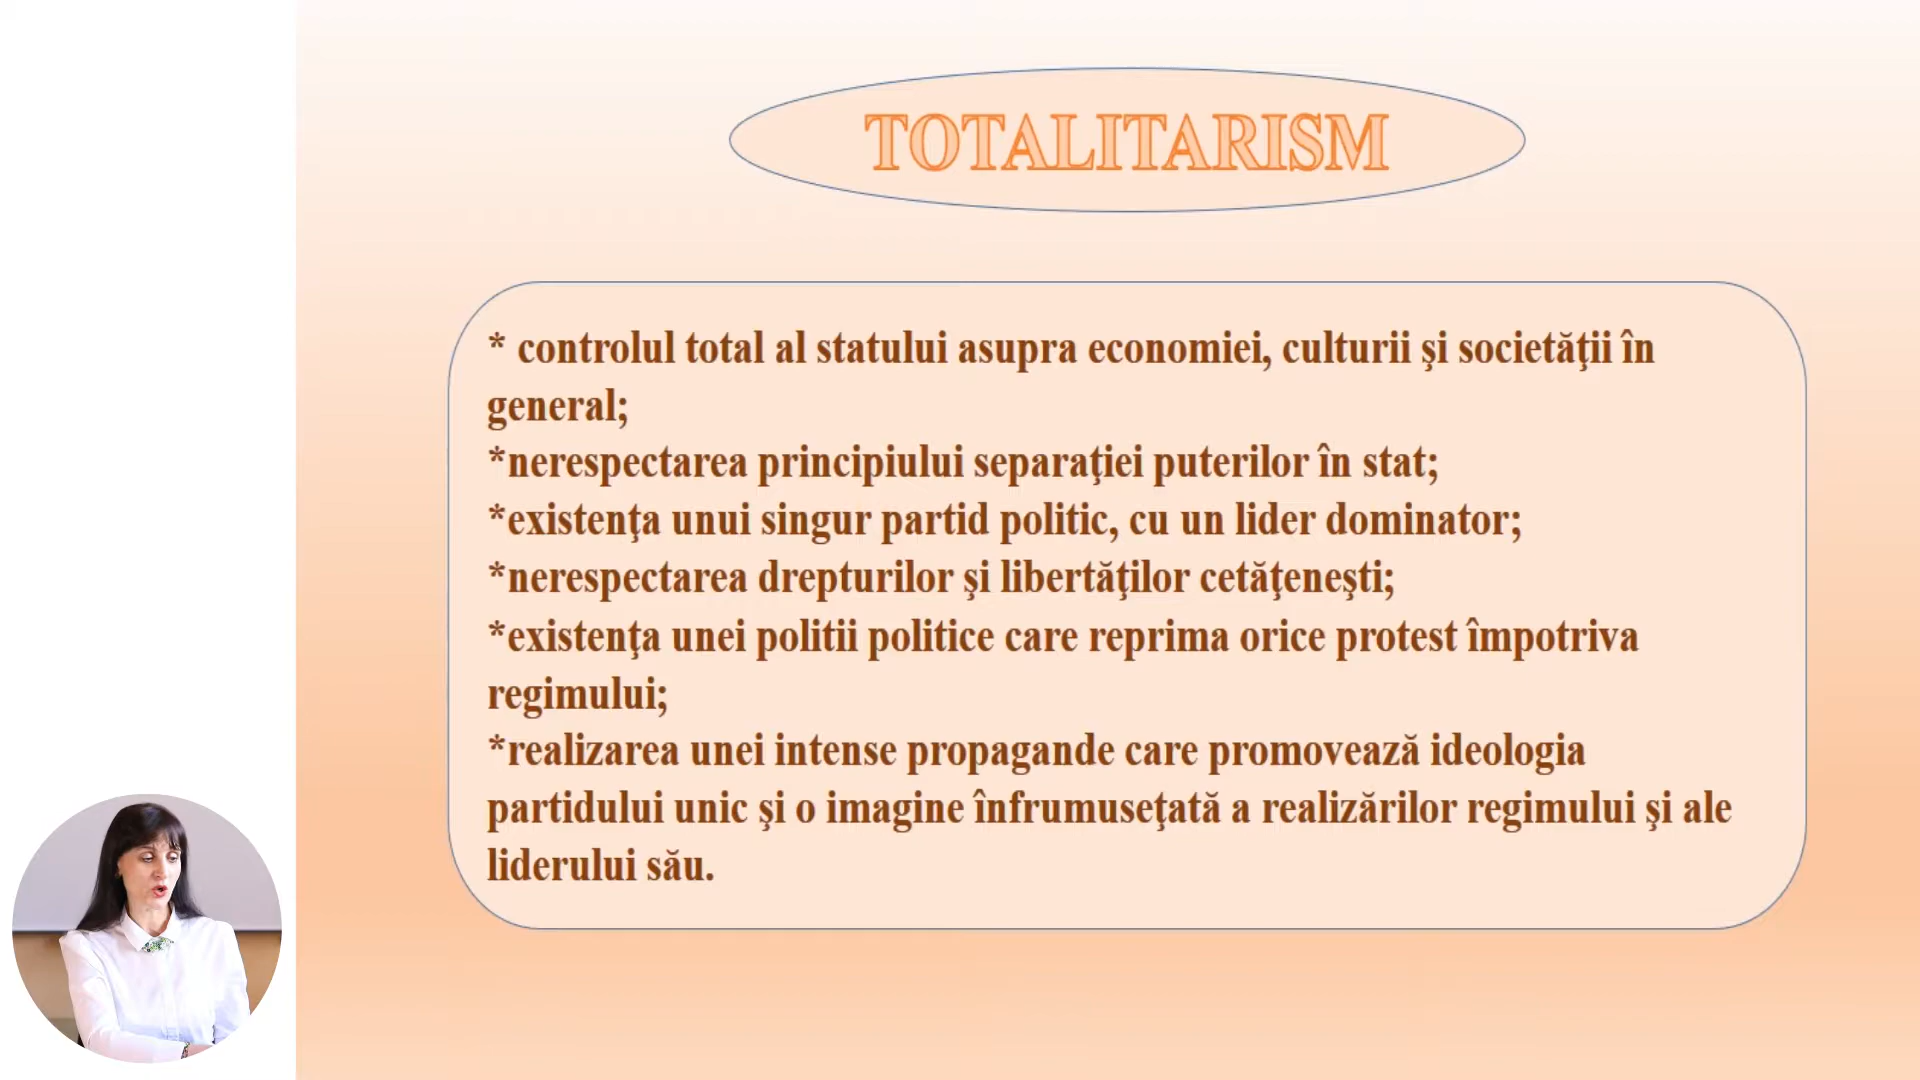 TOTALITARISM
* controlul total al statului asupra economiei, culturii şi societăţii în
general;
*nerespectarea principiului separaţiei puterilor în stat;
*existenţa unui singur partid politic, cu un lider dominator;
*nerespectarea drepturilor şi libertăţilor cetăţeneşti;
*existenţa unei politii politice care reprima orice protest împotriva
regimului;
*realizarea unei intense propagande care promovează ideologia
partidului unic şi o imagine înfrumuseţată a realizărilor regimului şi ale
liderului său.